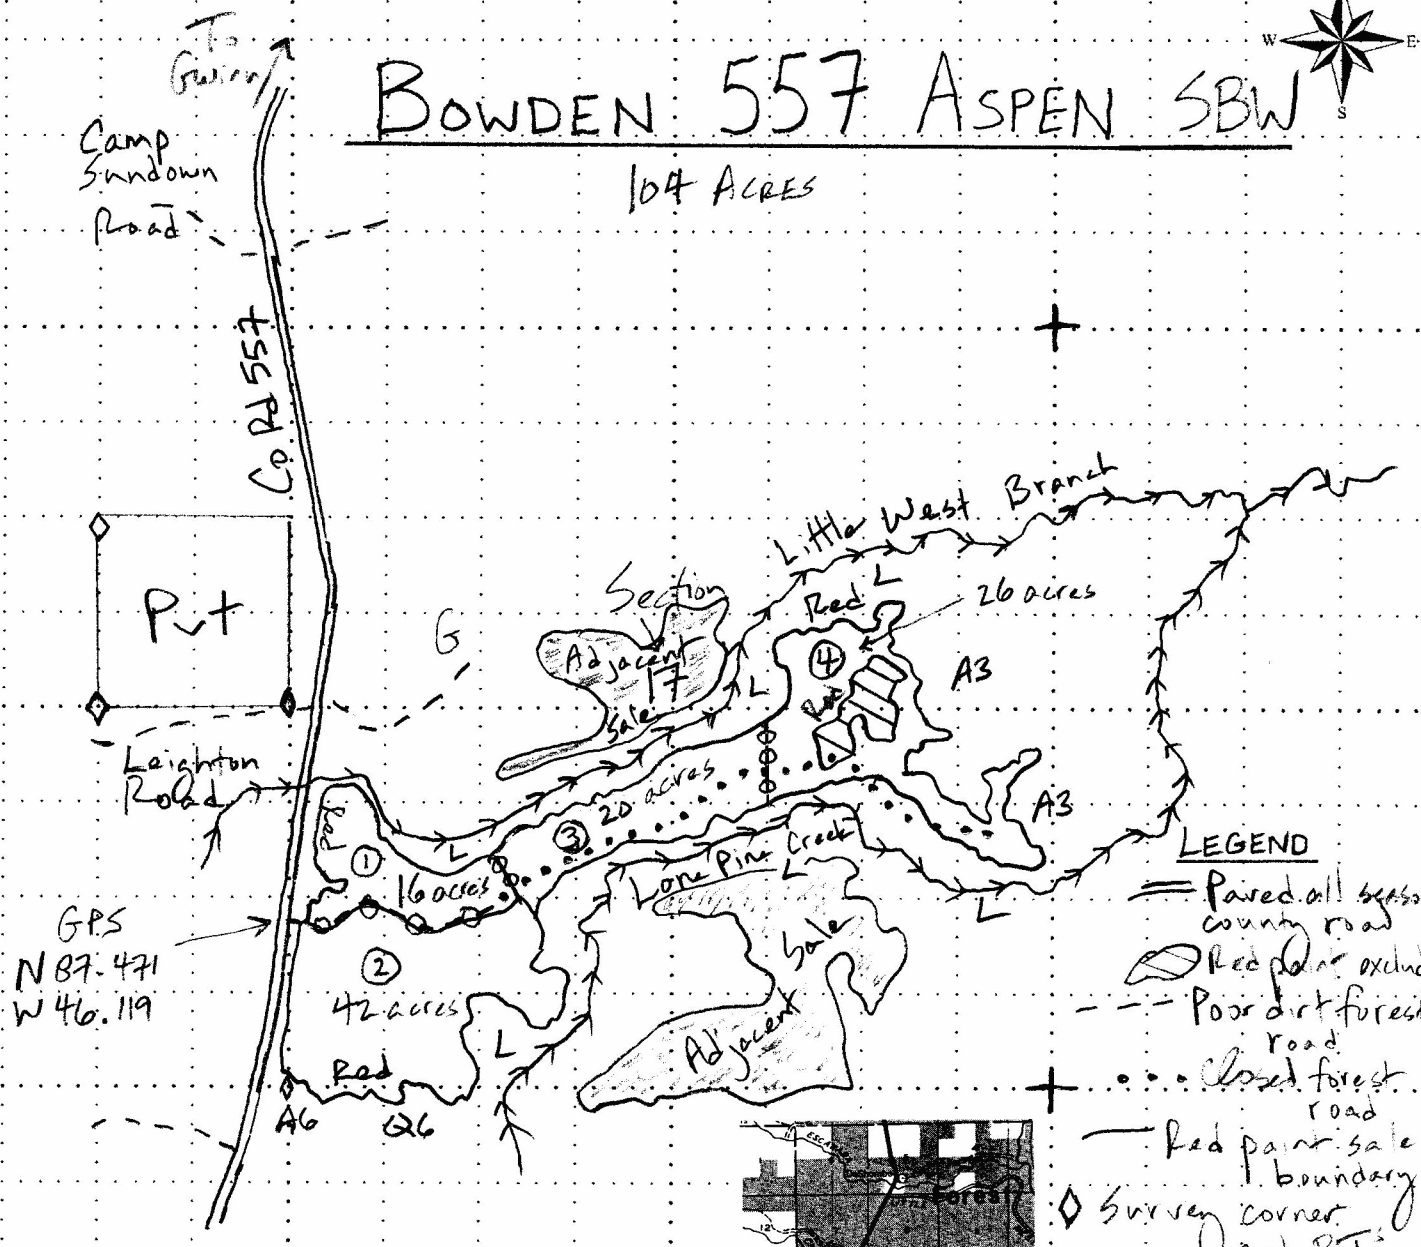 To
Gwinn
W
E
S
BOWDEN 557 ASPEN SBW
104 ACRES
Camp
Sundown
Road
Co. Rd 557
Pvt
G
Leighton
Road
Little West Branch
L
Section
17
Adjacent
Sale
Red
26 acres
4
Red
A3
A3
L
20 acres
3
L
Red
1
16 acres
Lone Pine Creek
L
L
GPS
N 87.471
W 46.119
2
42 acres
L
Sale
Adjacent
Red
A6
Q6
LEGEND
Paved all
county road
Red paint
Poor dirt
road
Closed forest
road
Red paint sale
boundary
Survey corner